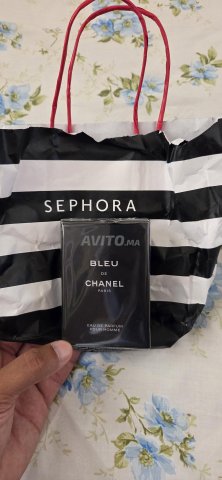 SEPHORA
AVITO.MA
BLEU
DE
CHANEL
PARIS
EAU DE PARFUM
POUR HOMME